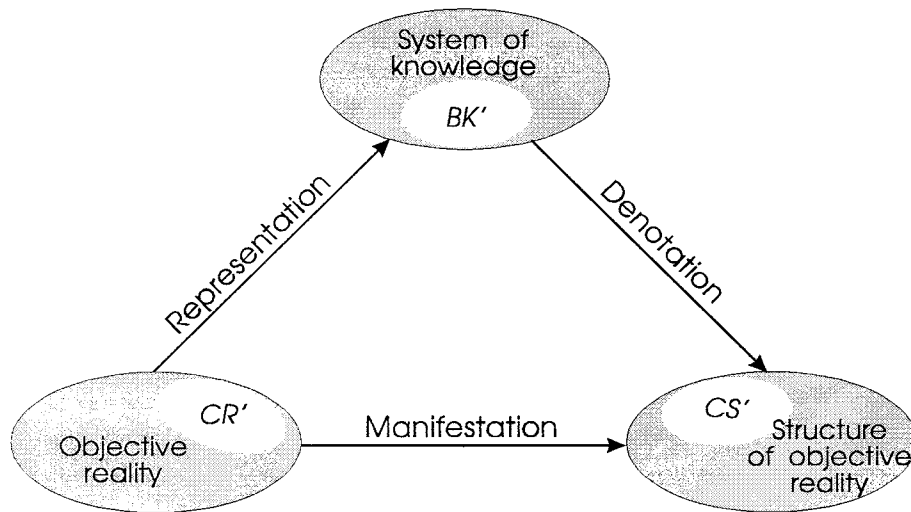 System of
knowledge
BK'
Representation
Denotation
CR'
Objective
reality
Manifestation
CS'
Structure
of objective
reality